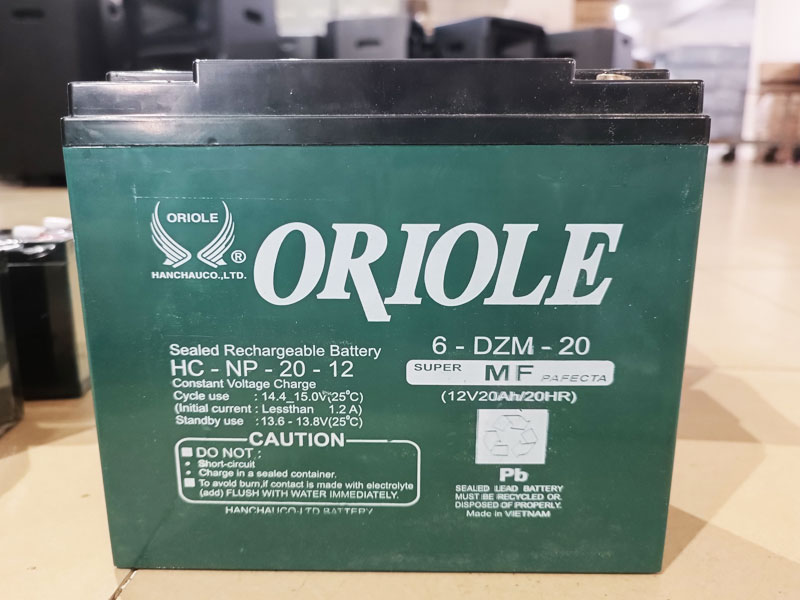 ORIOLE
®
HANCHAUCO.,LTD.
ORIOLE
Sealed Rechargeable Battery
HC - NP - 20 - 12
Constant Voltage Charge
Cycle use : 14.4_15.0V(25°C)
(Initial current : Lessthan 1.2 A)
Standby use : 13.6 - 13.8V(25°C)
CAUTION
DO NOT :
• Short-circuit
• Charge in a sealed container.
To avoid burn,if contact is made with electrolyte
(add) FLUSH WITH WATER IMMEDIATELY.
HANCHAUCO-LTD BATTERY
6 - DZM - 20
SUPER MF PAFECTA
(12V20Ah/20HR)
Pb
SEALED LEAD BATTERY
MUST BE RECYCLED OR
DISPOSED OF PROPERLY.
Made in VIETNAM